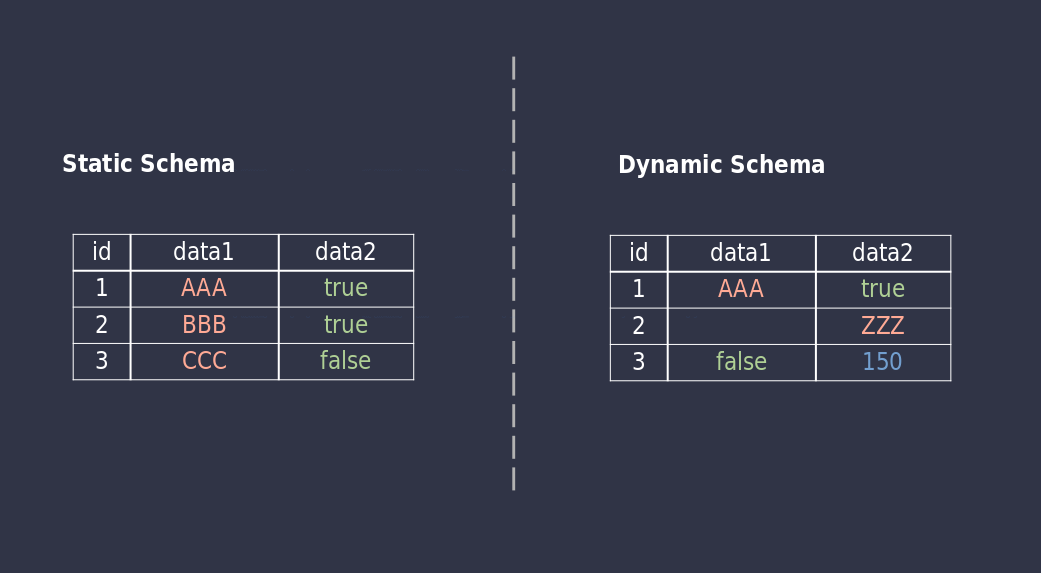 Static Schema
id data1 data2
1 AAA true
2 BBB true
3 CCC false
Dynamic Schema
id data1 data2
1 AAA true
2 ZZZ
3 false 150